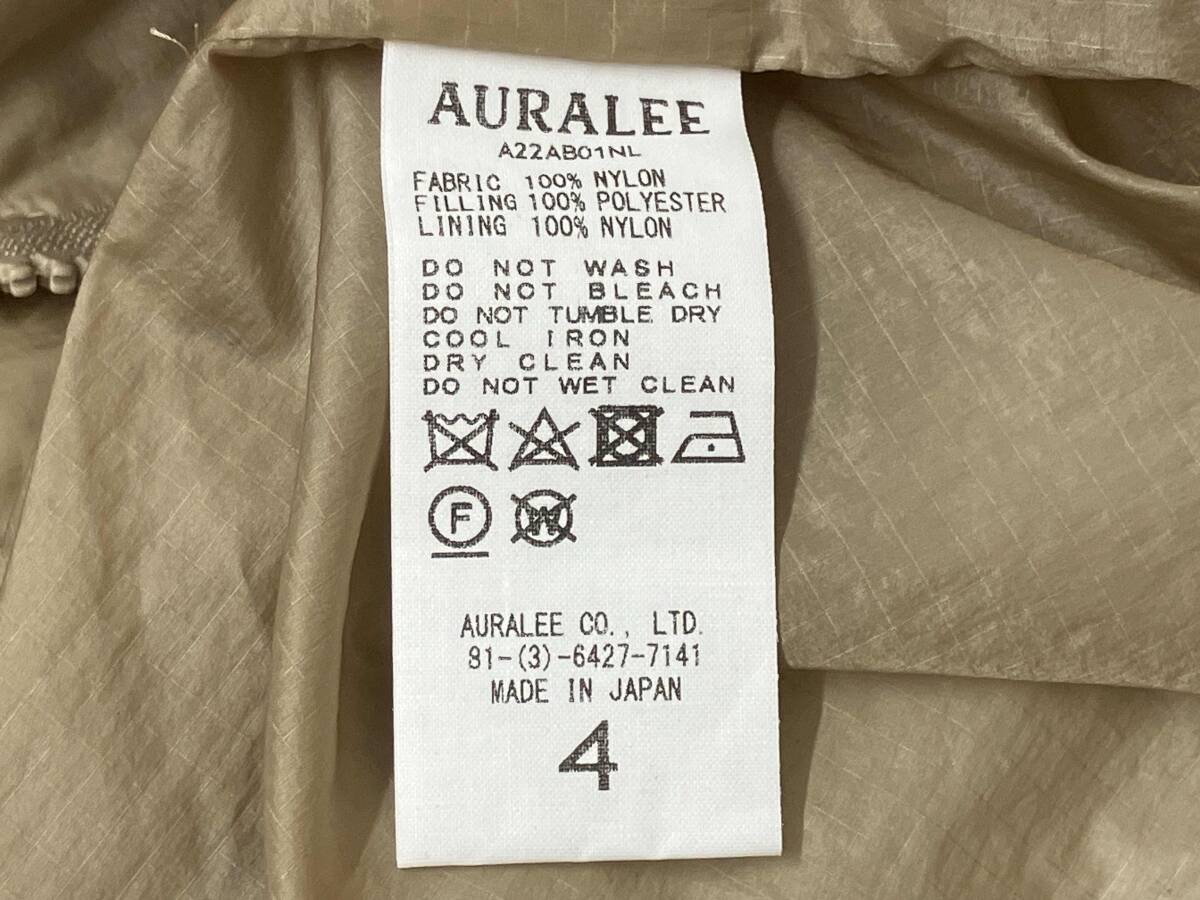 AURALEE
A22AB01NL
FABRIC 100% NYLON
FILLING 100% POLYESTER
LINING 100% NYLON
DO NOT WASH
DO NOT BLEACH
DO NOT TUMBLE DRY
COOL IRON
DRY CLEAN
DO NOT WET CLEAN
F W
AURALEE CO., LTD.
81-(3)-6427-7141
MADE IN JAPAN
4